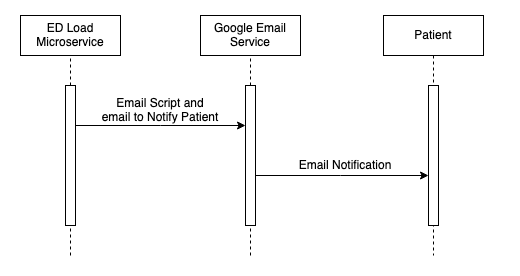 ED Load
Microservice
Google Email
Service
Patient
Email Script and
email to Notify Patient
Email Notification